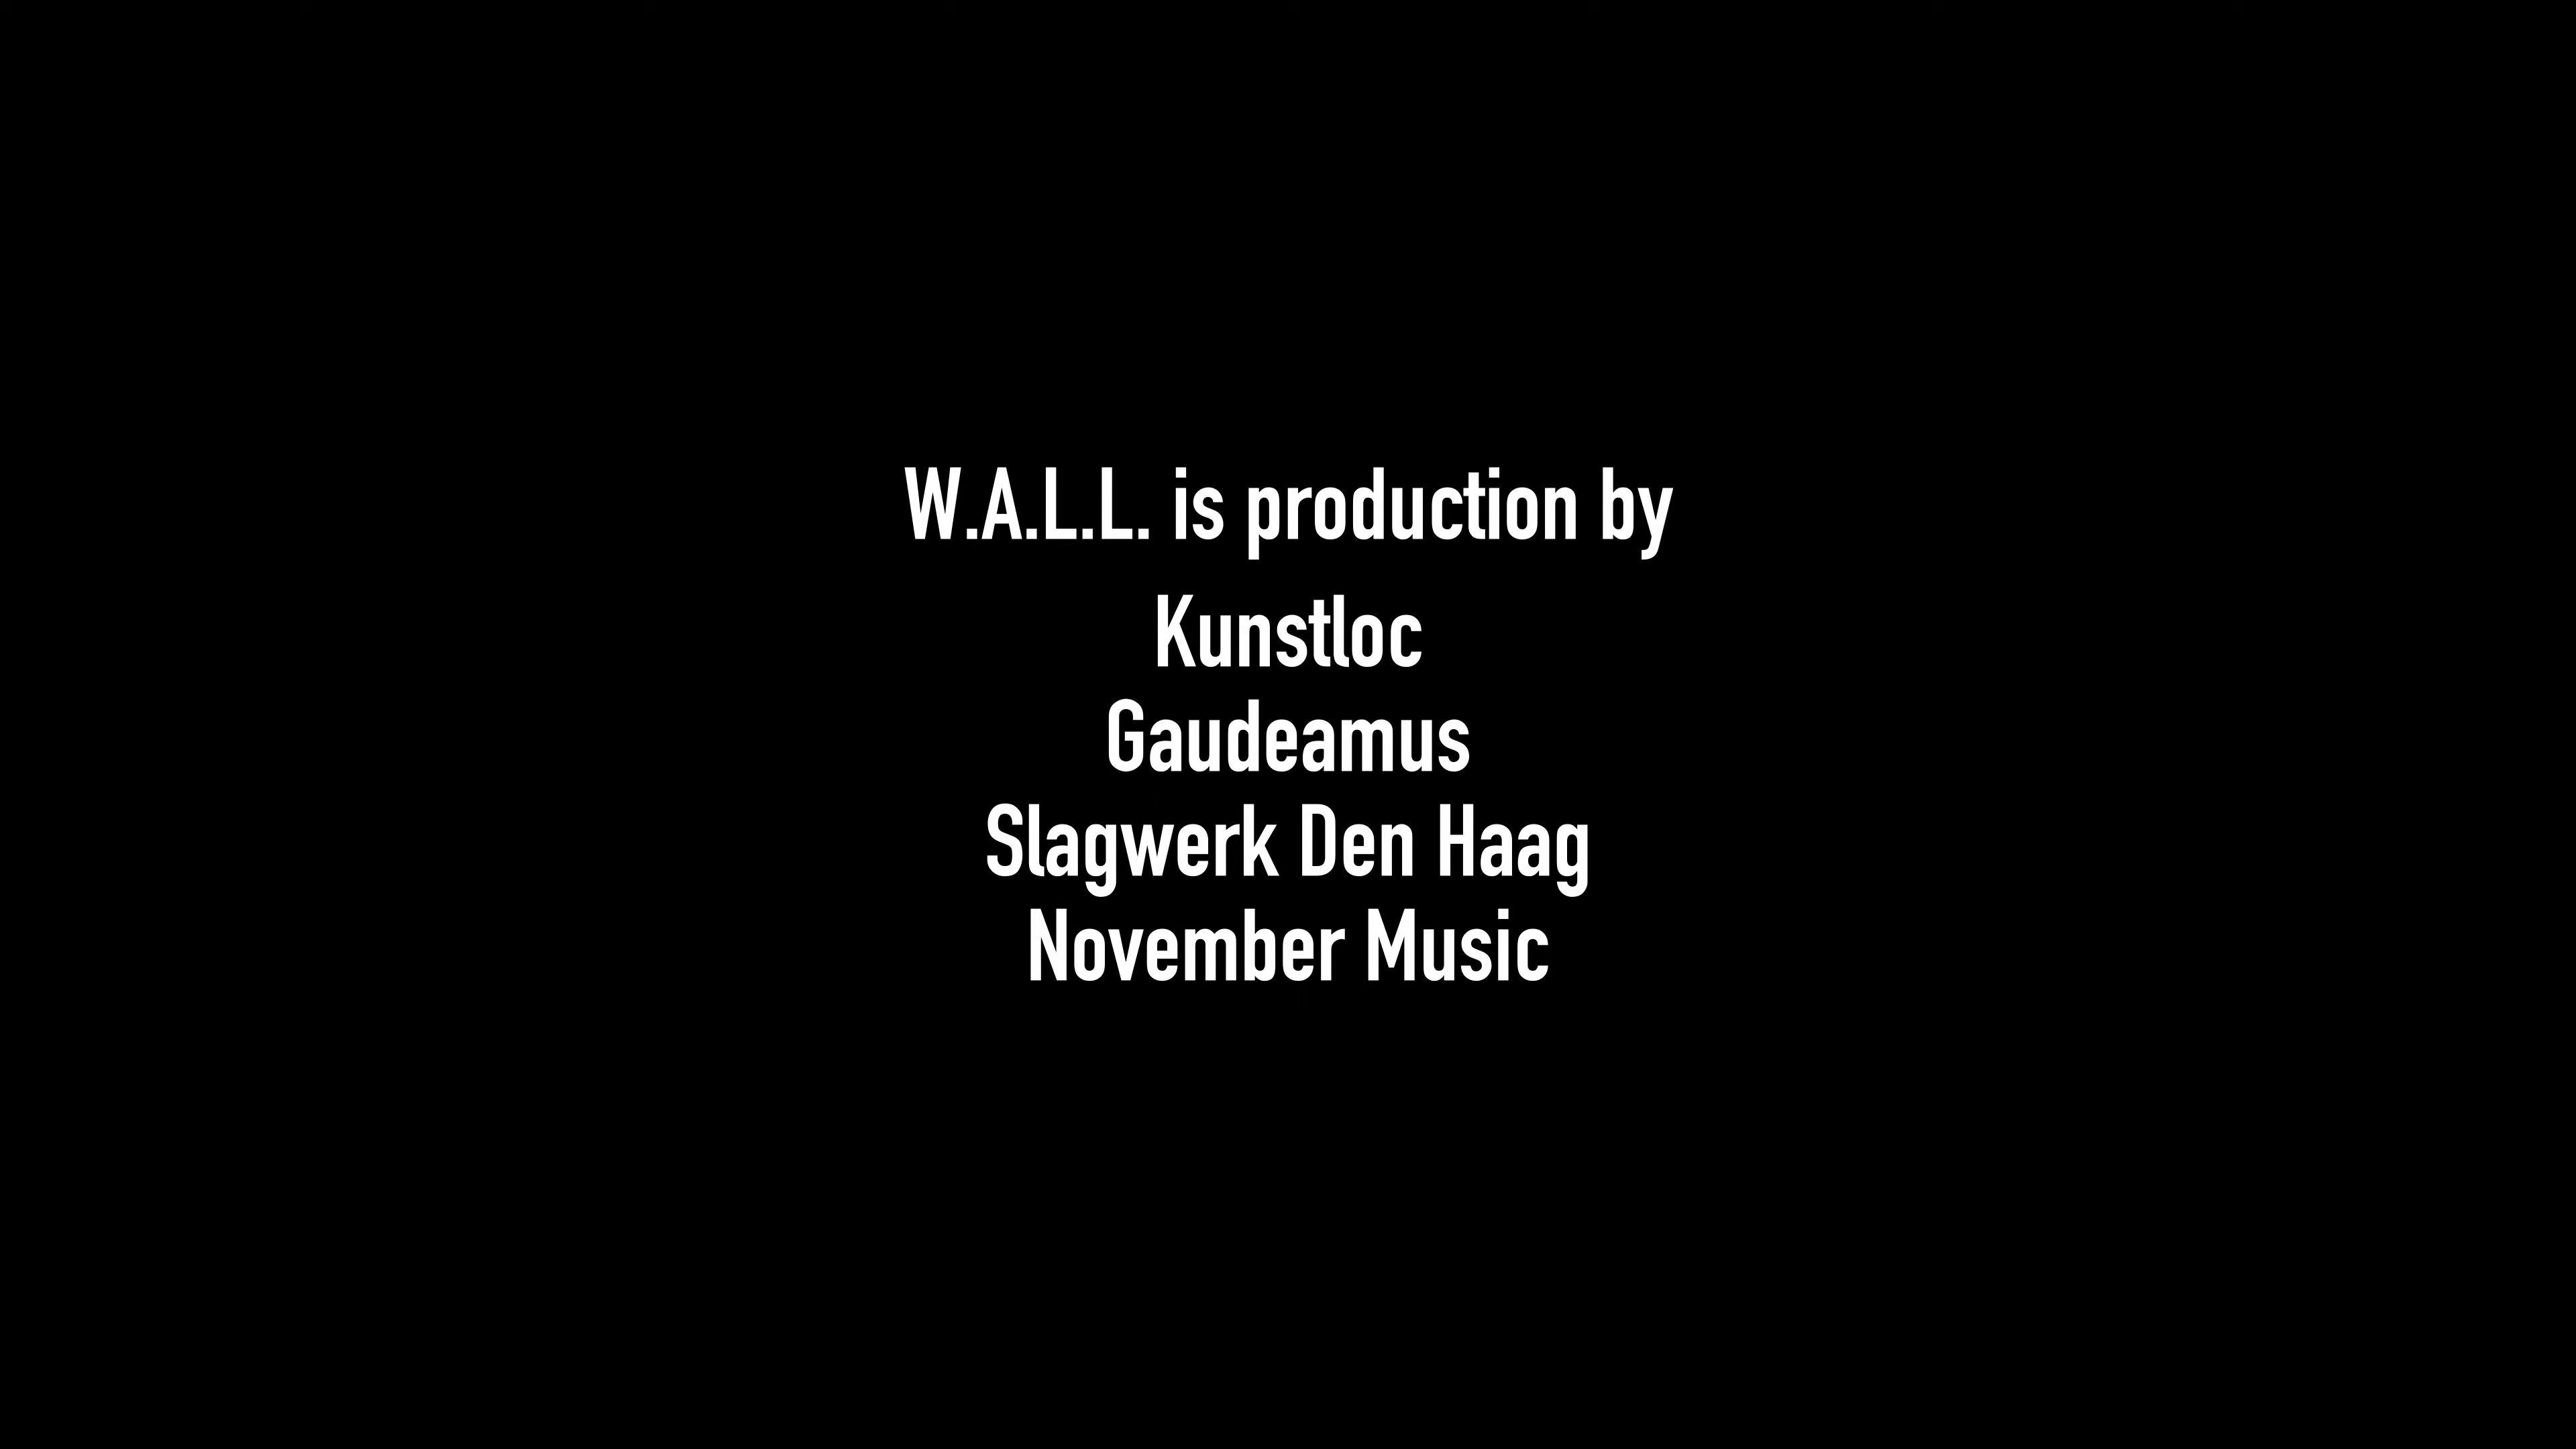 W.A.L.L. is production by
Kunstloc
Gaudeamus
Slagwerk Den Haag
November Music